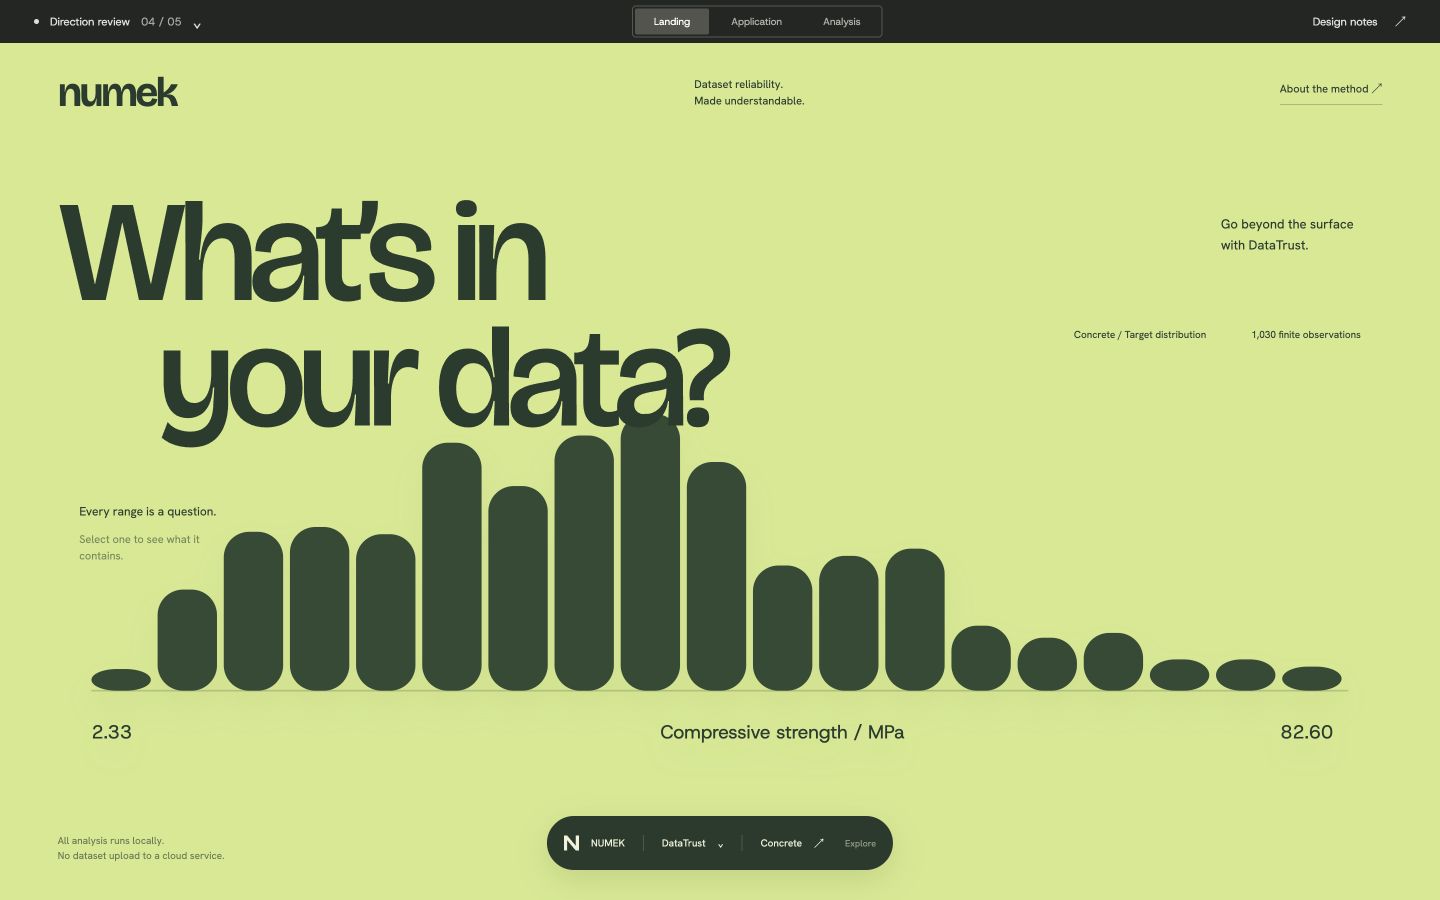 Direction review 04 / 05
Landing
Application
Analysis
Design notes
numek
Dataset reliability.
Made understandable.
About the method
What's in
your data?
Go beyond the surface
with DataTrust.
Concrete / Target distribution
1,030 finite observations
Every range is a question.
Select one to see what it
contains.
2.33
Compressive strength / MPa
82.60
All analysis runs locally.
No dataset upload to a cloud service.
N NUMEK
DataTrust
Concrete
Explore